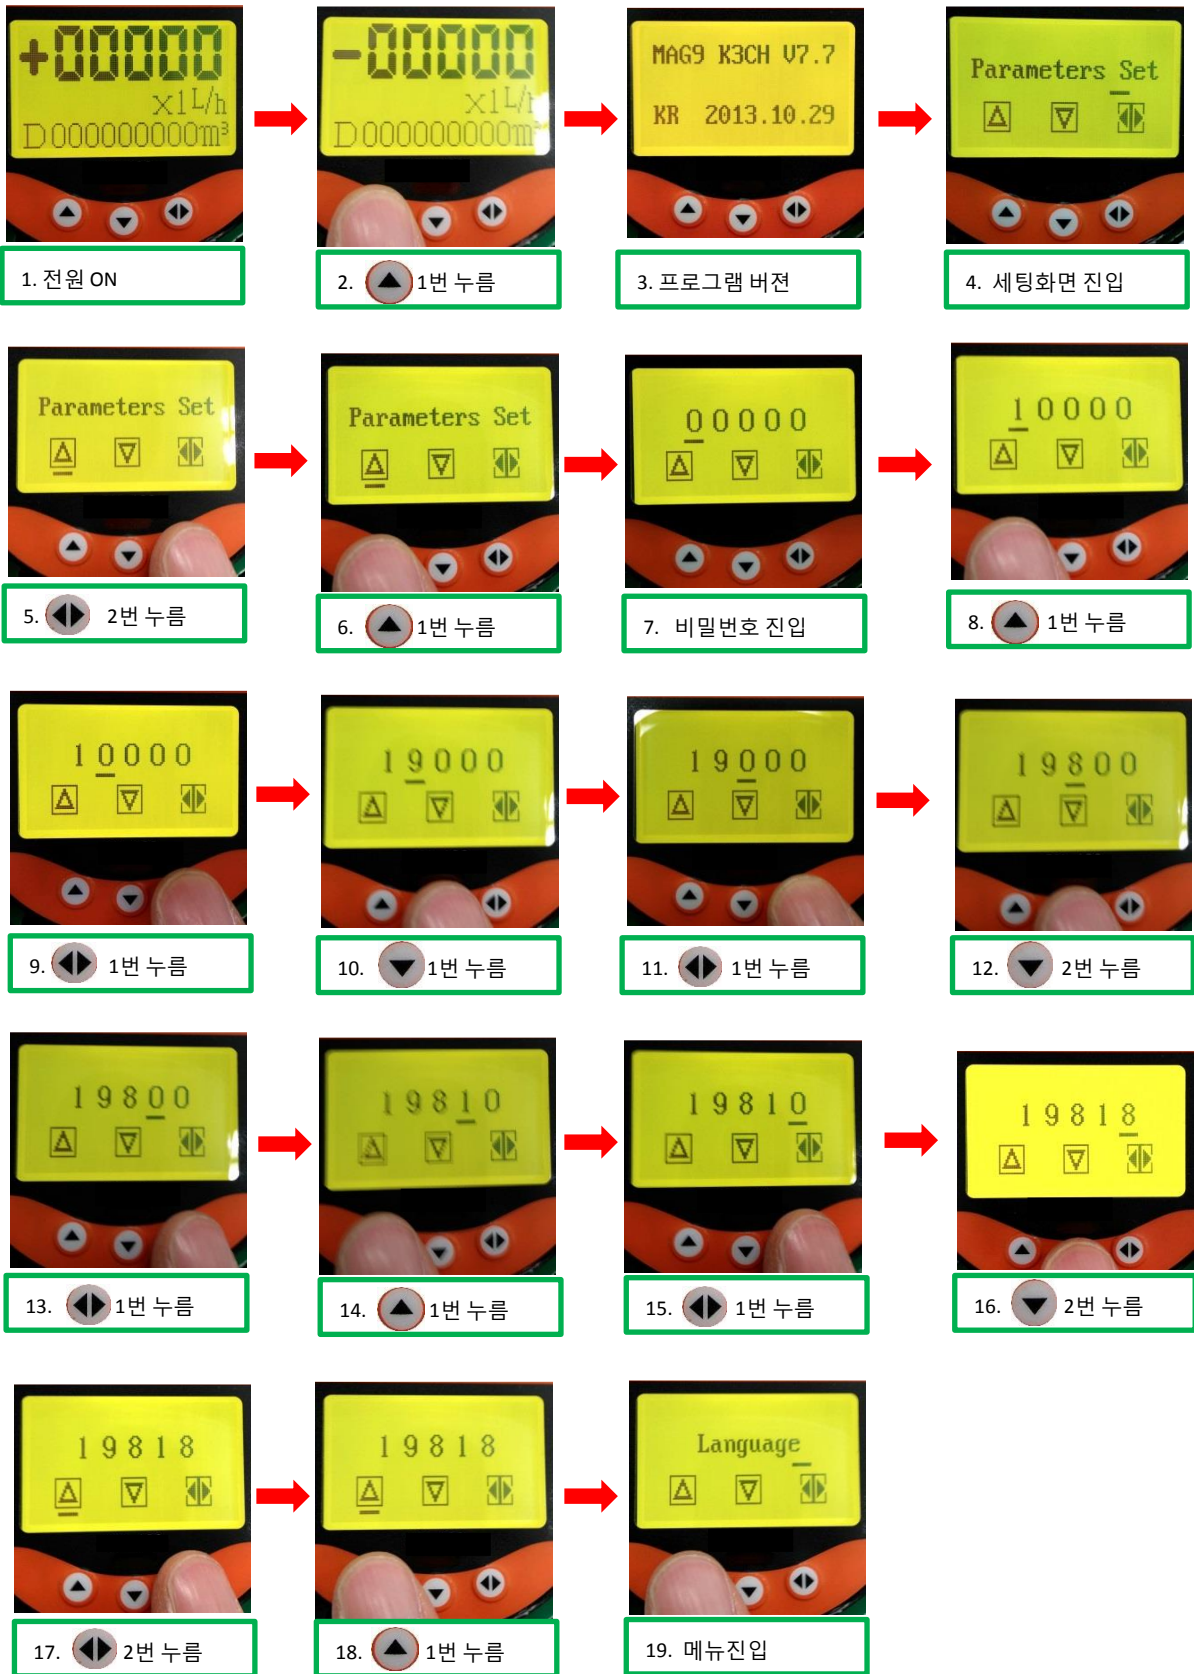 +00000
x1L/h
D000000000m³
1. 전원 ON
-00000
x1L/h
D000000000m³
2. 1번 누름
MAG9 K3CH V7.7
KR 2013.10.29
3. 프로그램 버젼
Parameters Set
4. 세팅화면 진입
Parameters Set
5. 2번 누름
Parameters Set
6. 1번 누름
00000
7. 비밀번호 진입
10000
8. 1번 누름
10000
9. 1번 누름
19000
10. 1번 누름
19000
11. 1번 누름
19800
12. 2번 누름
19800
13. 1번 누름
19810
14. 1번 누름
19810
15. 1번 누름
19818
16. 2번 누름
19818
17. 2번 누름
19818
18. 1번 누름
Language
19. 메뉴진입